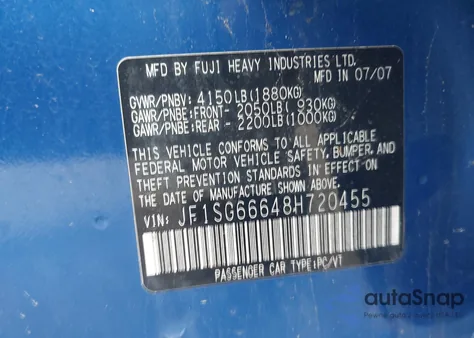 MFD BY FUJI HEAVY INDUSTRIES LTD.
MFD IN 07/07
GVWR/PNBV: 4150LB(1880KG)
GAWR/PNBE:FRONT- 2050LB( 930KG)
GAWR/PNBE:REAR - 2200LB(1000KG)
THIS VEHICLE CONFORMS TO ALL APPLICABLE
FEDERAL MOTOR VEHICLE SAFETY, BUMPER, AND
THEFT PREVENTION STANDARDS IN EFFECT ON
THE DATE OF MANUFACTURE SHOWN ABOVE
VIN: JF1SG66648H720455
PASSENGER CAR TYPE:PC/VT
autoSnap